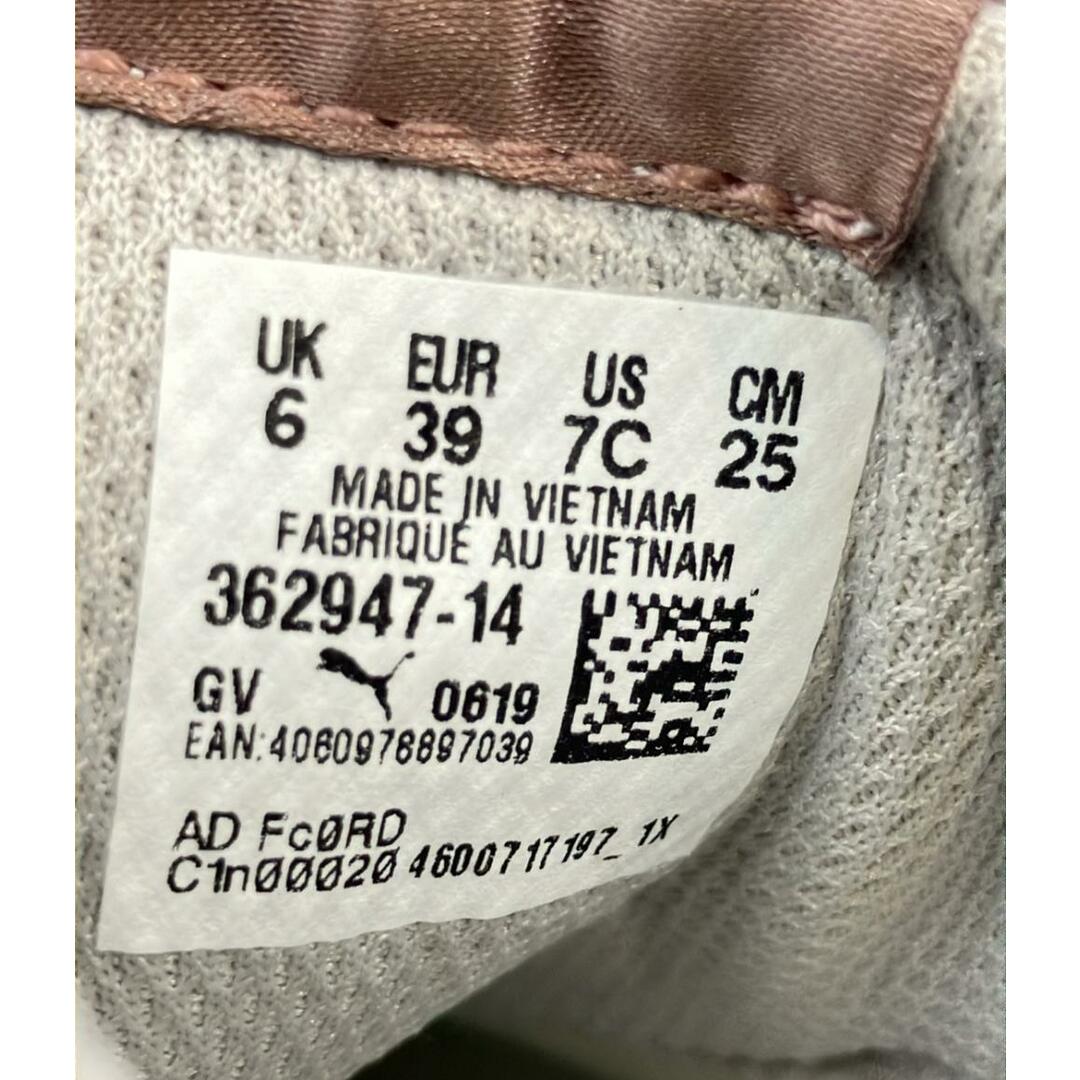 UK EUR US CM
6 39 7C 25
MADE IN VIETNAM
FABRIQUE AU VIETNAM
362947-14
GV 0619
EAN:4060978897039
AD Fc0RD
C1n00020 4600717197_1X